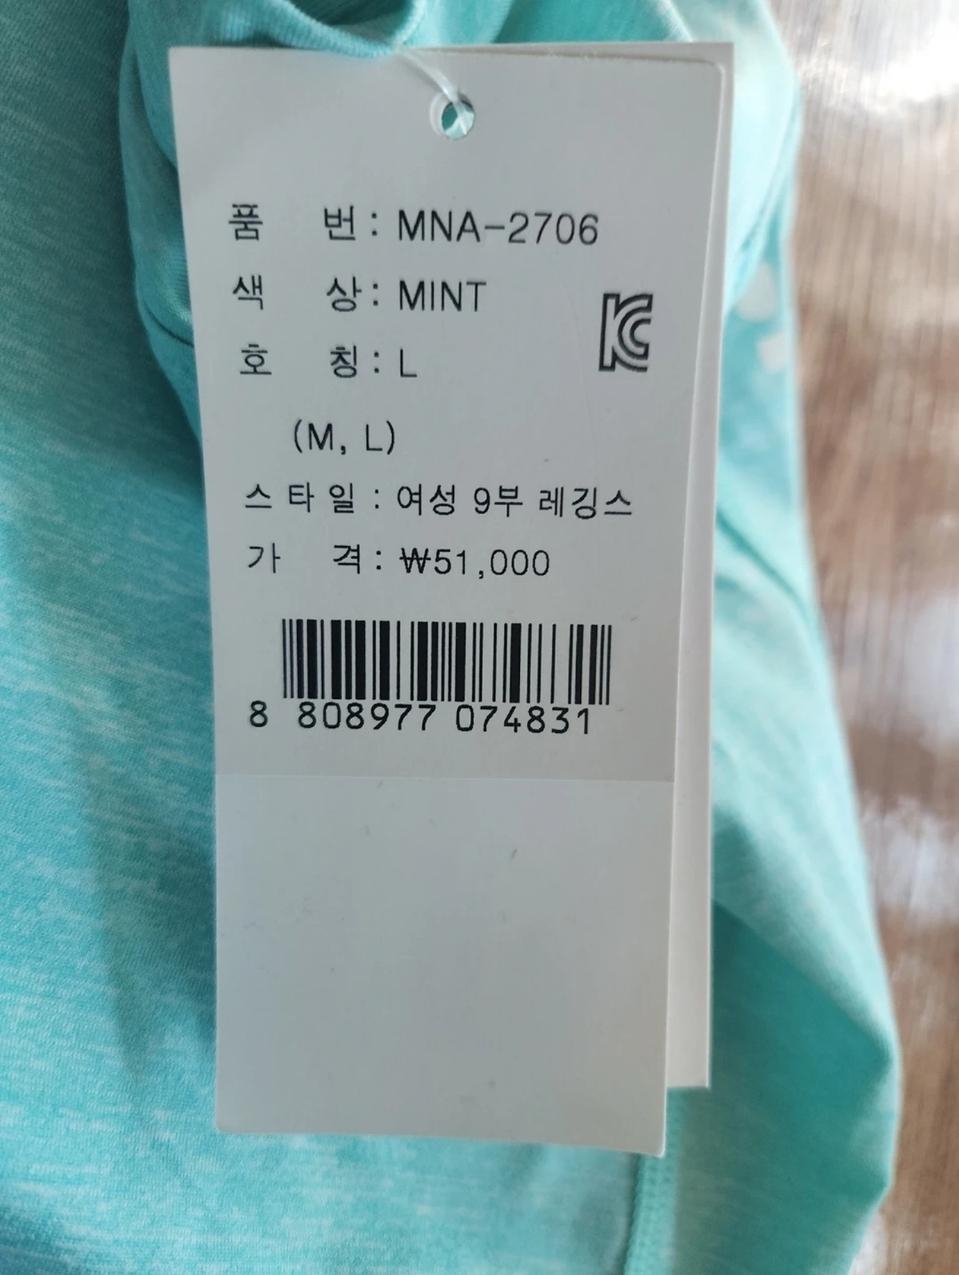 품 번 : MNA-2706
색 상 : MINT
호 칭 : L
(M, L)
스타일 : 여성 9부 레깅스
가 격 : ₩51,000
8 808977 074831
KC